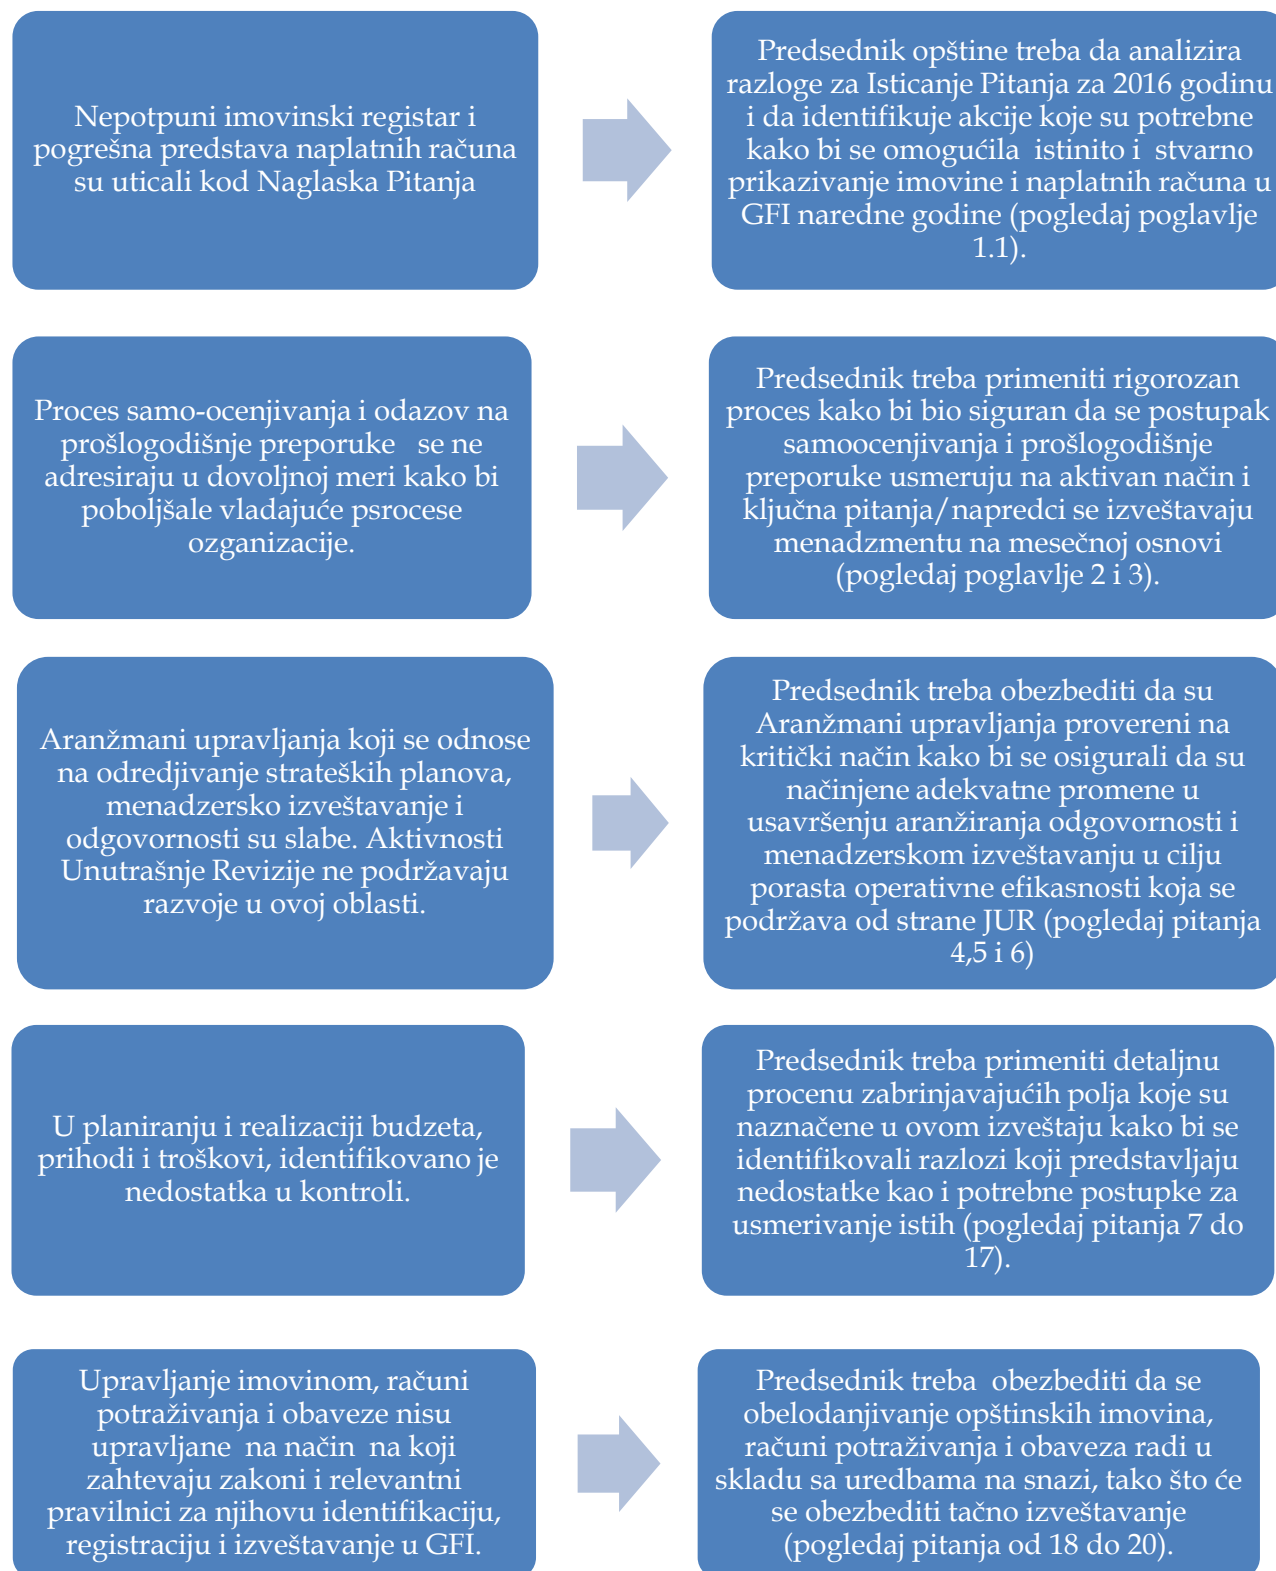 Nepotpuni imovinski registar i
pogrešna predstava naplatnih računa
su uticali kod Naglaska Pitanja
Predsednik opštine treba da analizira
razloge za Isticanje Pitanja za 2016 godinu
i da identifikuje akcije koje su potrebne
kako bi se omogućila istinito i stvarno
prikazivanje imovine i naplatnih računa u
GFI naredne godine (pogledaj poglavlje
1.1).
Proces samo-ocenjivanja i odazov na
prošlogodišnje preporuke se ne
adresiraju u dovoljnoj meri kako bi
poboljšale vladajuće psrocese
ozganizacije.
Predsednik treba primeniti rigorozan
proces kako bi bio siguran da se postupak
samoocenjivanja i prošlogodišnje
preporuke usmeruju na aktivan način i
ključna pitanja/napredci se izveštavaju
menadzmentu na mesečnoj osnovi
(pogledaj poglavlje 2 i 3).
Aranžmani upravljanja koji se odnose
na odredjivanje strateških planova,
menadzersko izveštavanje i
odgovornosti su slabe. Aktivnosti
Unutrašnje Revizije ne podržavaju
razvoje u ovoj oblasti.
Predsednik treba obezbediti da su
Aranžmani upravljanja provereni na
kritički način kako bi se osigurali da su
načinjene adekvatne promene u
usavršenju aranžiranja odgovornosti i
menadzerskom izveštavanju u cilju
porasta operativne efikasnosti koja se
podržava od strane JUR (pogledaj pitanja
4,5 i 6)
U planiranju i realizaciji budzeta,
prihodi i troškovi, identifikovano je
nedostatka u kontroli.
Predsednik treba primeniti detaljnu
procenu zabrinjavajućih polja koje su
naznačene u ovom izveštaju kako bi se
identifikovali razlozi koji predstavljaju
nedostatke kao i potrebne postupke za
usmerivanje istih (pogledaj pitanja 7 do
17).
Upravljanje imovinom, računi
potraživanja i obaveze nisu
upravljane na način na koji
zahtevaju zakoni i relevantni
pravilnici za njihovu identifikaciju,
registraciju i izveštavanje u GFI.
Predsednik treba obezbediti da se
obelodanjivanje opštinskih imovina,
računi potraživanja i obaveza radi u
skladu sa uredbama na snazi, tako što će
se obezbediti tačno izveštavanje
(pogledaj pitanja od 18 do 20).